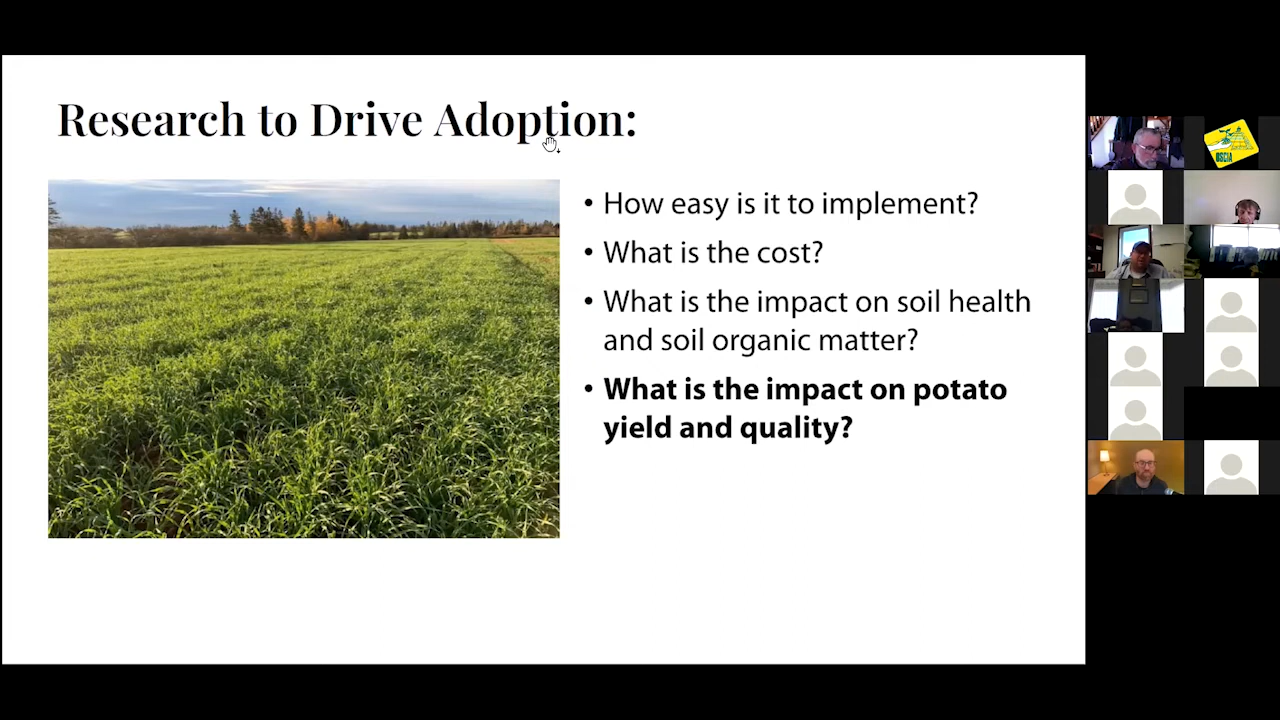 Research to Drive Adoption:
• How easy is it to implement?
• What is the cost?
• What is the impact on soil health
and soil organic matter?
• What is the impact on potato
yield and quality?
OSCIA